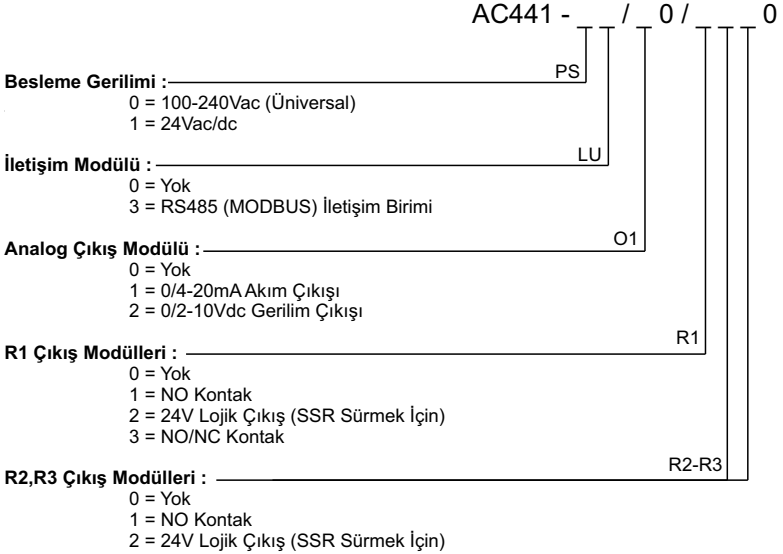 AC441 - _ _ / _ 0 / _ _ _ 0
PS
Besleme Gerilimi :
0 = 100-240Vac (Üniversal)
1 = 24Vac/dc
LU
İletişim Modülü :
0 = Yok
3 = RS485 (MODBUS) İletişim Birimi
O1
Analog Çıkış Modülü :
0 = Yok
1 = 0/4-20mA Akım Çıkışı
2 = 0/2-10Vdc Gerilim Çıkışı
R1
R1 Çıkış Modülleri :
0 = Yok
1 = NO Kontak
2 = 24V Lojik Çıkış (SSR Sürmek İçin)
3 = NO/NC Kontak
R2-R3
R2,R3 Çıkış Modülleri :
0 = Yok
1 = NO Kontak
2 = 24V Lojik Çıkış (SSR Sürmek İçin)